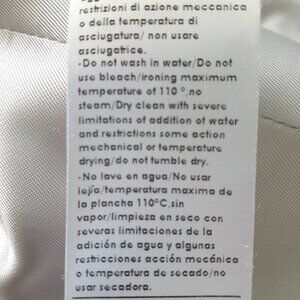 restrizioni di azione meccanica
o della temperatura di
asciugatura/ non usare
asciugatrice.
-Do not wash in water/Do not
use bleach/ironing maximum
temperature of 110 º,no
steam/Dry clean with severe
limitations of addition of water
and restrictions some action
mechanical or temperature
drying/do not tumble dry.
-No lave en agua/No usar
lejía/temperatura maxima de
la plancha 110ºC,sin
vapor/limpieza en seco con
severas limitaciones de la
adición de agua y algunas
restricciones acción mecánica
o temperatura de secado/no
usar secadora.